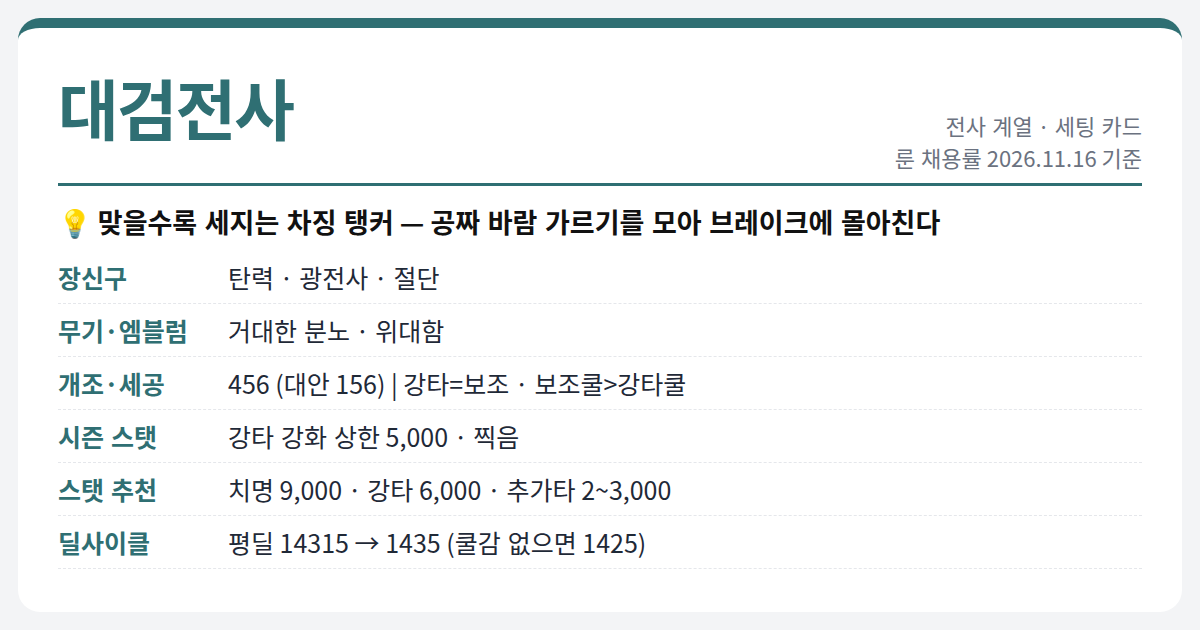 대검전사
전사 계열 · 세팅 카드
룬 채용률 2026.11.16 기준
💡 맞을수록 세지는 차징 탱커 — 공짜 바람 가르기를 모아 브레이크에 몰아친다
장신구 탄력 · 광전사 · 절단
무기·엠블럼 거대한 분노 · 위대함
개조·세공 456 (대안 156) | 강타=보조 · 보조쿨>강타쿨
시즌 스탯 강타 강화 상한 5,000 · 찍음
스탯 추천 치명 9,000 · 강타 6,000 · 추가타 2~3,000
딜사이클 평딜 14315 → 1435 (쿨감 없으면 1425)